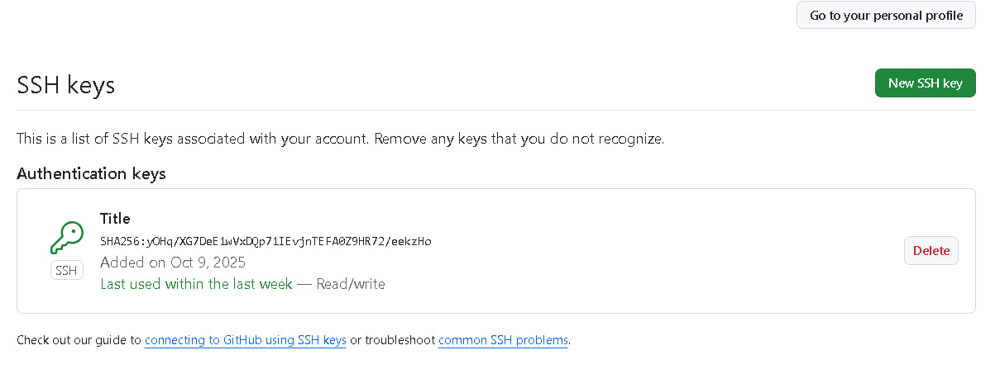 Go to your personal profile
SSH keys
New SSH key
This is a list of SSH keys associated with your account. Remove any keys that you do not recognize.
Authentication keys
Title
SHA256:yOHq/XG7DeE1wVxDQp71IEvjnTEFA0Z9HR72/eekzHo
Added on Oct 9, 2025
Last used within the last week — Read/write
SSH
Delete
Check out our guide to connecting to GitHub using SSH keys or troubleshoot common SSH problems.